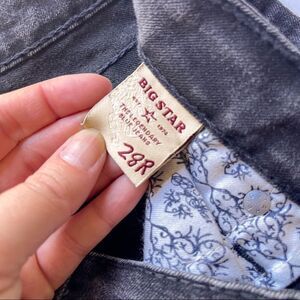 BIG STAR
EST 1974
THE LEGENDARY
BLUE JEANS
28R